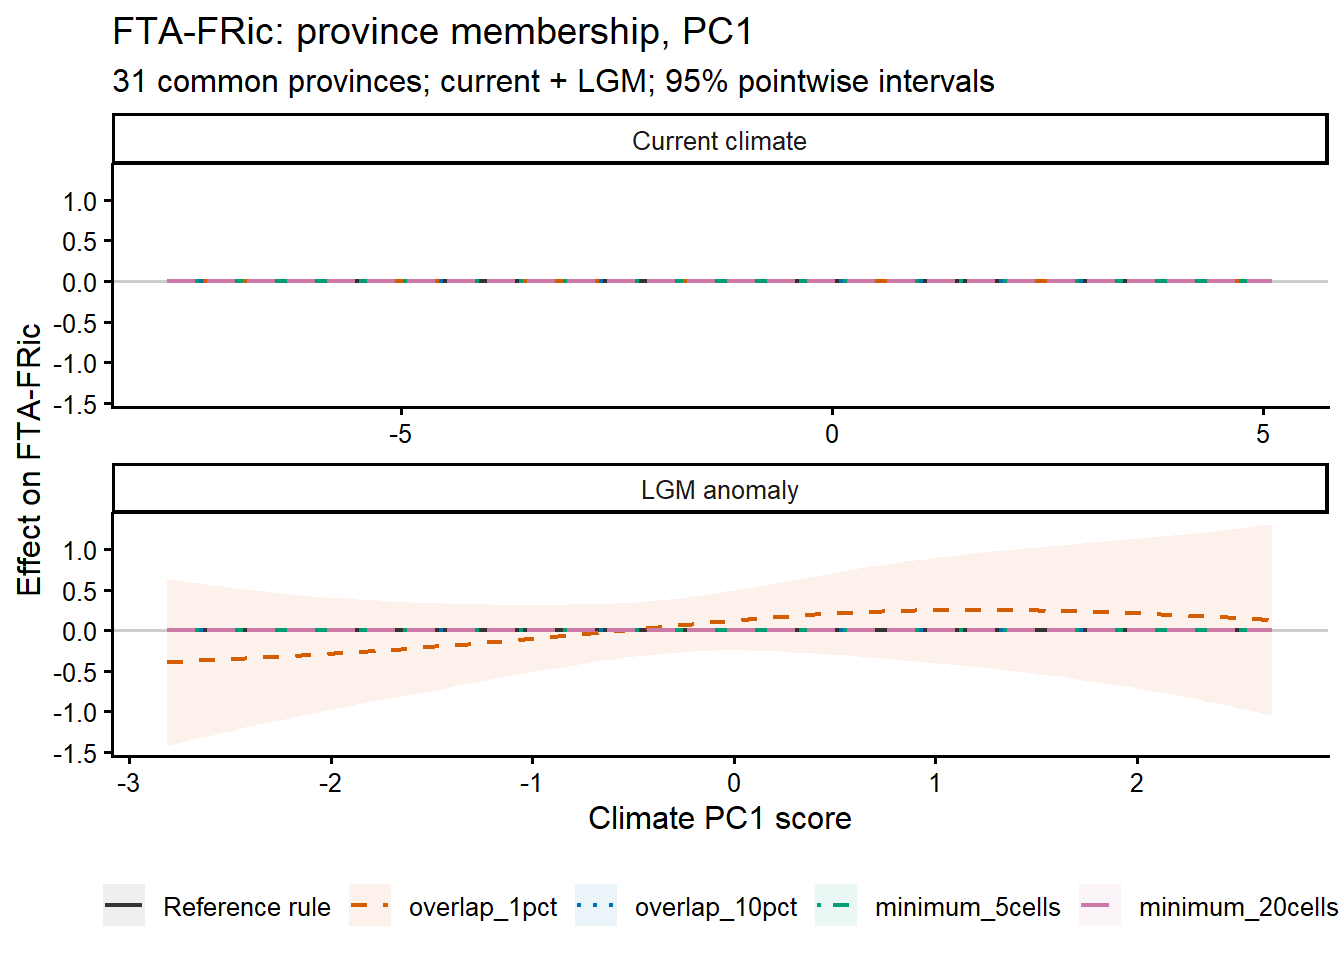 FTA-FRic: province membership, PC1
31 common provinces; current + LGM; 95% pointwise intervals
Current climate
1.0
0.5
0.0
-0.5
-1.0
-1.5
-5 0 5
Effect on FTA-FRic
LGM anomaly
1.0
0.5
0.0
-0.5
-1.0
-1.5
-3 -2 -1 0 1 2
Climate PC1 score
Reference rule overlap_1pct overlap_10pct minimum_5cells minimum_20cells